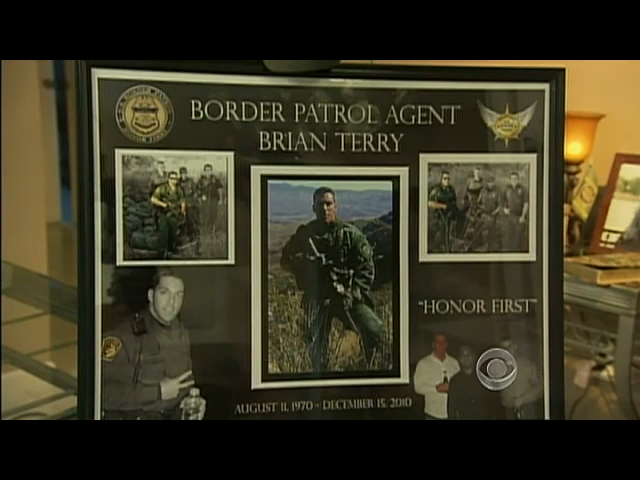 BORDER PATROL AGENT
BRIAN TERRY
"HONOR FIRST"
AUGUST 11, 1970 - DECEMBER 15, 2010